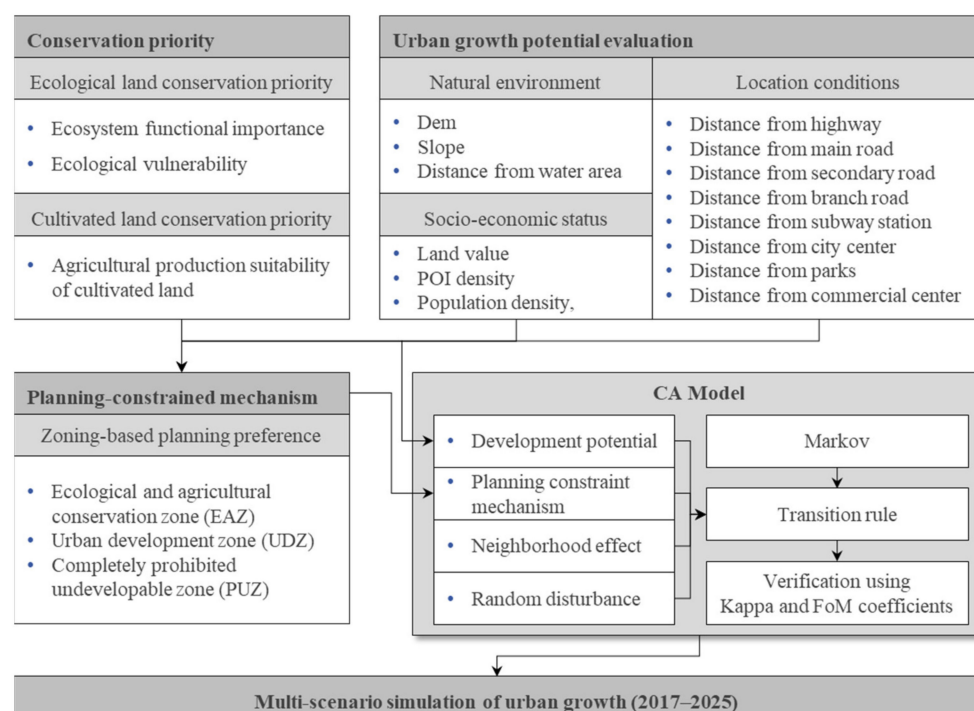 Conservation priority
Ecological land conservation priority
• Ecosystem functional importance
• Ecological vulnerability
Cultivated land conservation priority
• Agricultural production suitability
of cultivated land
Urban growth potential evaluation
Natural environment
• Dem
• Slope
• Distance from water area
Socio-economic status
• Land value
• POI density
• Population density,
Location conditions
• Distance from highway
• Distance from main road
• Distance from secondary road
• Distance from branch road
• Distance from subway station
• Distance from city center
• Distance from parks
• Distance from commercial center
Planning-constrained mechanism
Zoning-based planning preference
• Ecological and agricultural
conservation zone (EAZ)
• Urban development zone (UDZ)
• Completely prohibited
undevelopable zone (PUZ)
CA Model
• Development potential
• Planning constraint
mechanism
• Neighborhood effect
• Random disturbance
Markov
Transition rule
Verification using
Kappa and FoM coefficients
Multi-scenario simulation of urban growth (2017–2025)